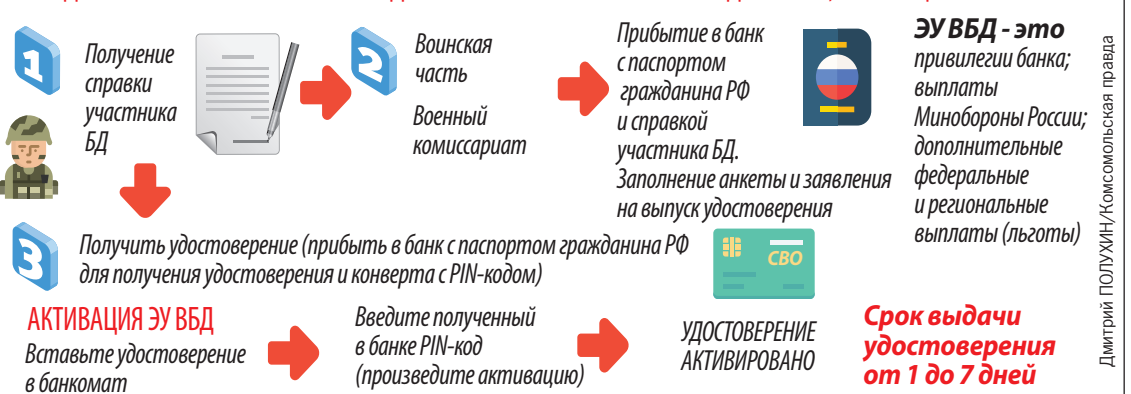 1
Получение
справки
участника
БД
2
Воинская
часть
Военный
комиссариат
Прибытие в банк
с паспортом
гражданина РФ
и справкой
участника БД.
Заполнение анкеты и заявления
на выпуск удостоверения
ЭУ ВБД - это
привилегии банка;
выплаты
Минобороны России;
дополнительные
федеральные
и региональные
выплаты (льготы)
3
Получить удостоверение (прибыть в банк с паспортом гражданина РФ
для получения удостоверения и конверта с PIN-кодом)
СВО
АКТИВАЦИЯ ЭУ ВБД
Вставьте удостоверение
в банкомат
Введите полученный
в банке PIN-код
(произведите активацию)
УДОСТОВЕРЕНИЕ
АКТИВИРОВАНО
Срок выдачи
удостоверения
от 1 до 7 дней
Дмитрий ПОЛУХИН/Комсомольская правда